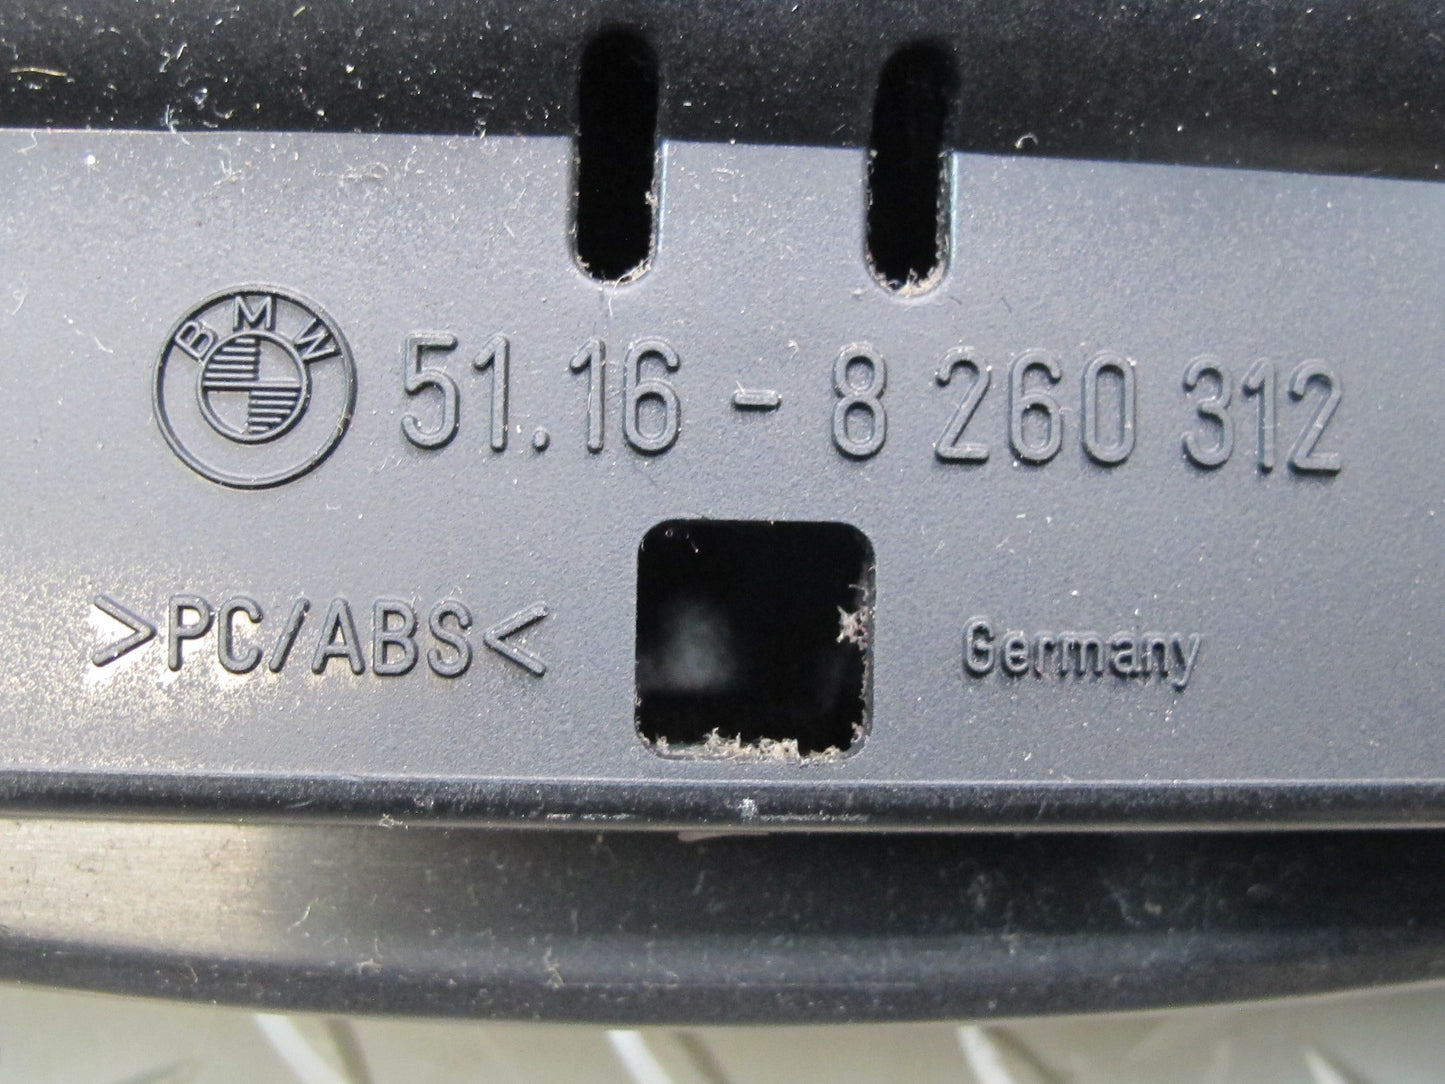 BMW 51.16 - 8 260 312
>PC/ABS< Germany